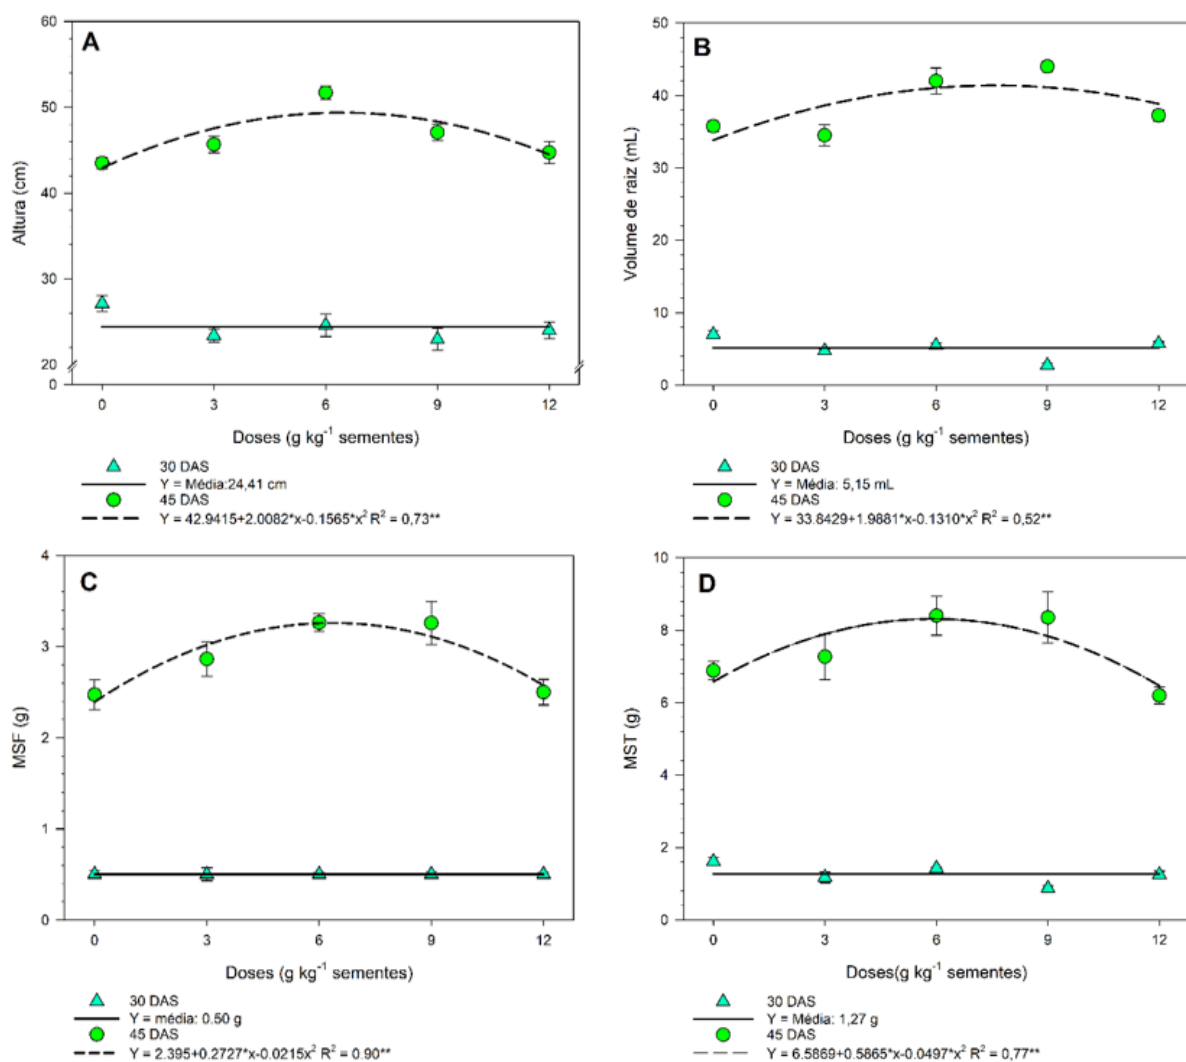 A
Altura (cm)
60
50
40
30
20
0
0 3 6 9 12
Doses (g kg⁻¹ sementes)
30 DAS
Y = Média:24,41 cm
45 DAS
Y = 42.9415+2.0082*x-0.1565*x² R² = 0,73**
B
Volume de raiz (mL)
50
40
30
20
10
0
0 3 6 9 12
Doses (g kg⁻¹ sementes)
30 DAS
Y = Média: 5,15 mL
45 DAS
Y = 33.8429+1.9881*x-0.1310*x² R² = 0,52**
C
MSF (g)
4
3
2
1
0
0 3 6 9 12
Doses (g kg⁻¹ sementes)
30 DAS
Y = média: 0.50 g
45 DAS
Y = 2.395+0.2727*x-0.0215x² R² = 0.90**
D
MST (g)
10
8
6
4
2
0
0 3 6 9 12
Doses(g kg⁻¹ sementes)
30 DAS
Y = Média: 1,27 g
45 DAS
Y = 6.5869+0.5865*x-0.0497*x² R² = 0,77**